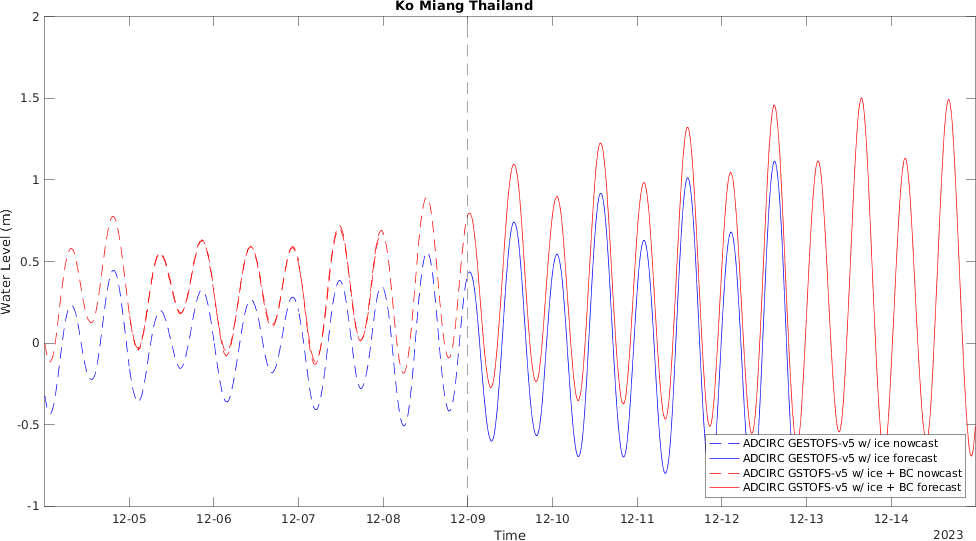 Ko Miang Thailand
2
1.5
1
0.5
0
-0.5
-1
Water Level (m)
ADCIRC GESTOFS-v5 w/ ice nowcast
ADCIRC GESTOFS-v5 w/ ice forecast
ADCIRC GSTOFS-v5 w/ ice + BC nowcast
ADCIRC GSTOFS-v5 w/ ice + BC forecast
12-05 12-06 12-07 12-08 12-09 12-10 12-11 12-12 12-13 12-14
Time
2023